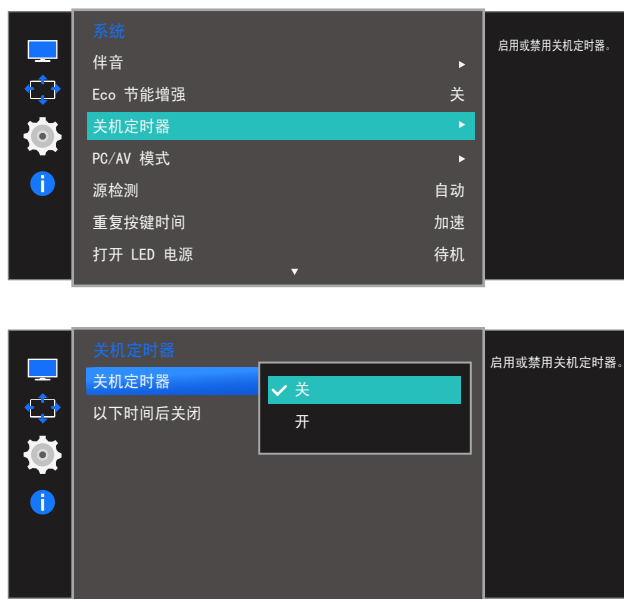 系统
启用或禁用关机定时器。
伴音
Eco 节能增强 关
关机定时器
PC/AV 模式
源检测 自动
重复按键时间 加速
打开 LED 电源 待机
关机定时器
启用或禁用关机定时器。
关机定时器
关
以下时间后关闭
开